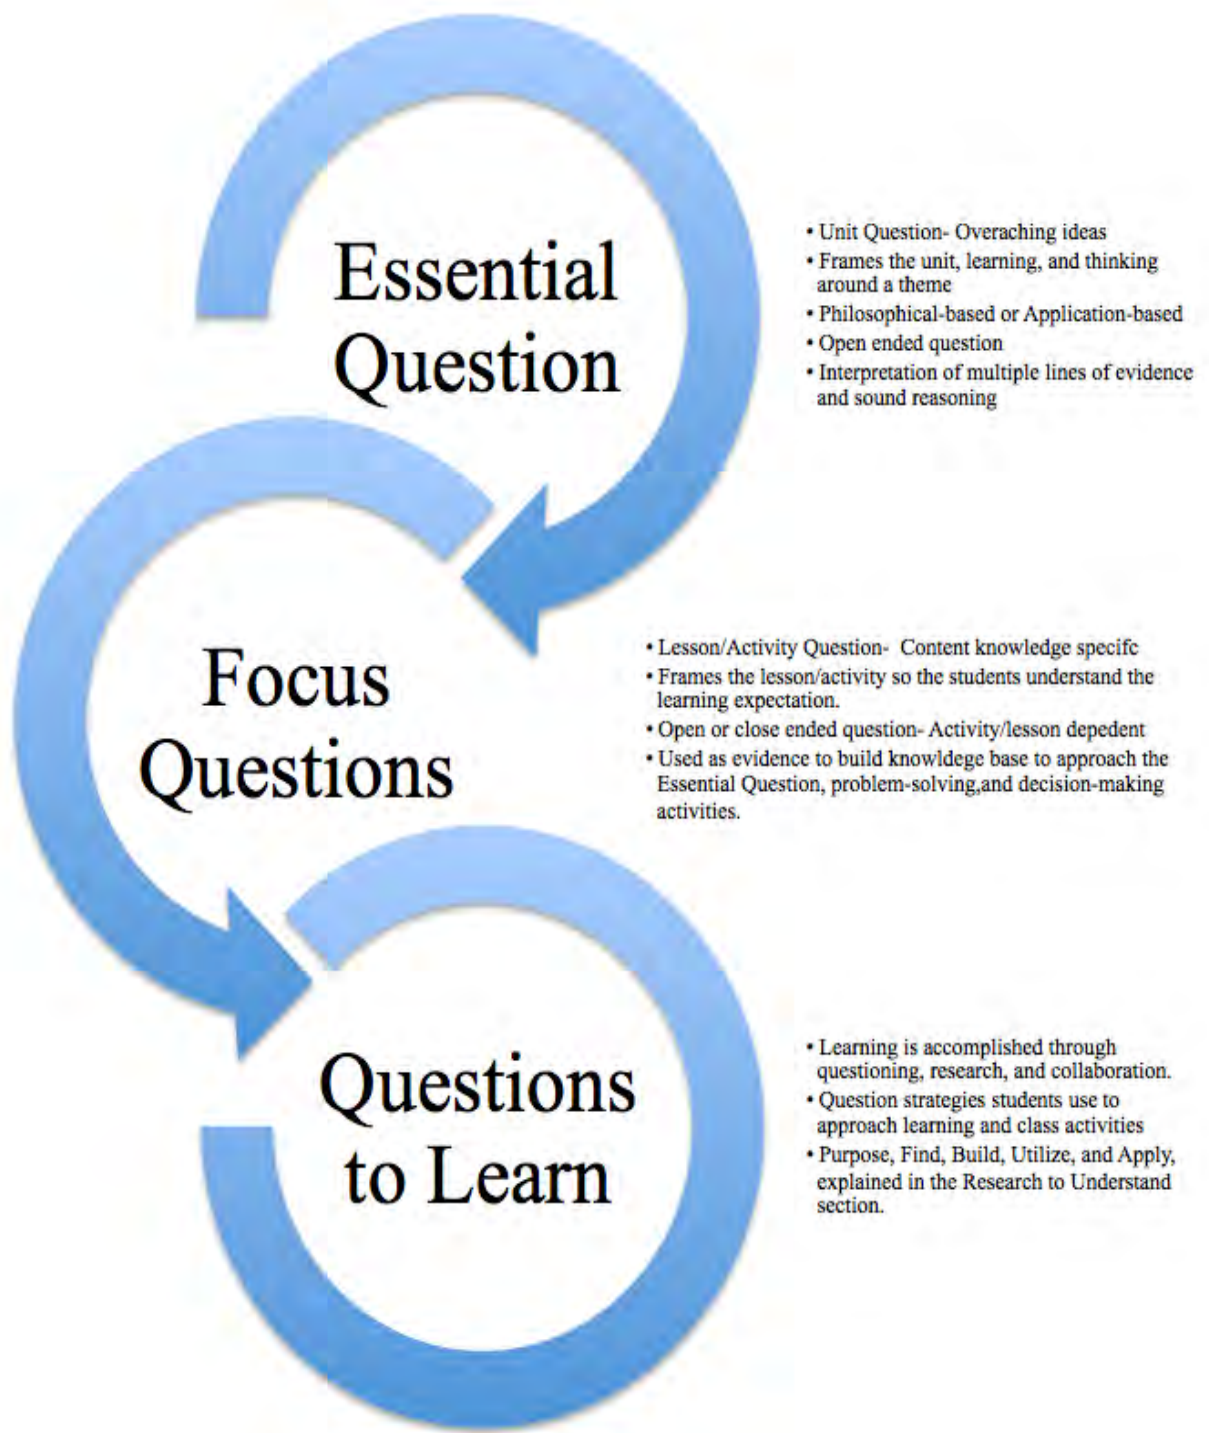 Essential
Question
• Unit Question- Overaching ideas
• Frames the unit, learning, and thinking
around a theme
• Philosophical-based or Application-based
• Open ended question
• Interpretation of multiple lines of evidence
and sound reasoning
Focus
Questions
• Lesson/Activity Question- Content knowledge specifc
• Frames the lesson/activity so the students understand the
learning expectation.
• Open or close ended question- Activity/lesson depedent
• Used as evidence to build knowldege base to approach the
Essential Question, problem-solving,and decision-making
activities.
Questions
to Learn
• Learning is accomplished through
questioning, research, and collaboration.
• Question strategies students use to
approach learning and class activities
• Purpose, Find, Build, Utilize, and Apply,
explained in the Research to Understand
section.